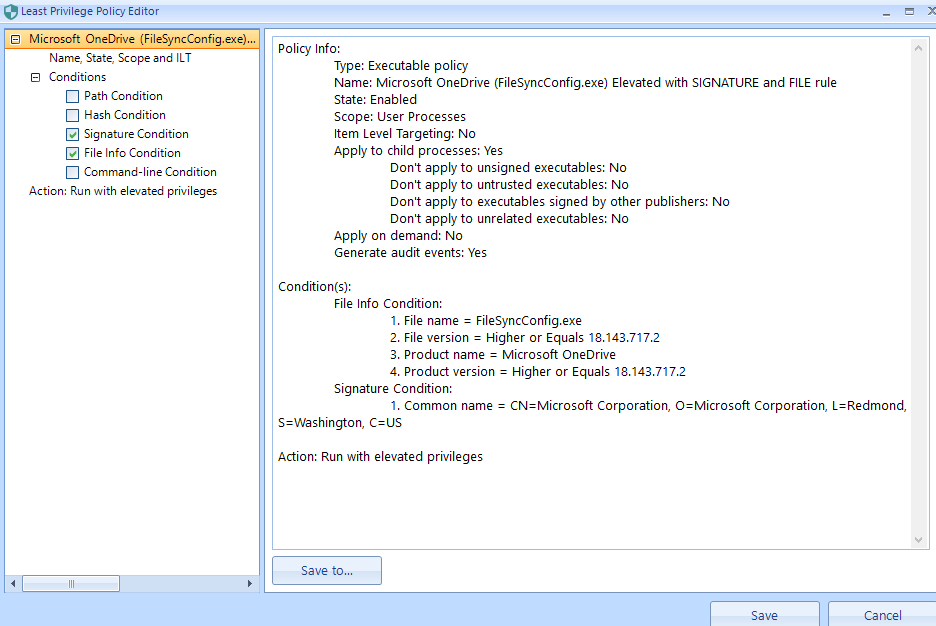 Least Privilege Policy Editor
Microsoft OneDrive (FileSyncConfig.exe)...
Name, State, Scope and ILT
Conditions
Path Condition
Hash Condition
Signature Condition
File Info Condition
Command-line Condition
Action: Run with elevated privileges
Policy Info:
Type: Executable policy
Name: Microsoft OneDrive (FileSyncConfig.exe) Elevated with SIGNATURE and FILE rule
State: Enabled
Scope: User Processes
Item Level Targeting: No
Apply to child processes: Yes
Don't apply to unsigned executables: No
Don't apply to untrusted executables: No
Don't apply to executables signed by other publishers: No
Don't apply to unrelated executables: No
Apply on demand: No
Generate audit events: Yes
Condition(s):
File Info Condition:
1. File name = FileSyncConfig.exe
2. File version = Higher or Equals 18.143.717.2
3. Product name = Microsoft OneDrive
4. Product version = Higher or Equals 18.143.717.2
Signature Condition:
1. Common name = CN=Microsoft Corporation, O=Microsoft Corporation, L=Redmond,
S=Washington, C=US
Action: Run with elevated privileges
Save to...
Save
Cancel